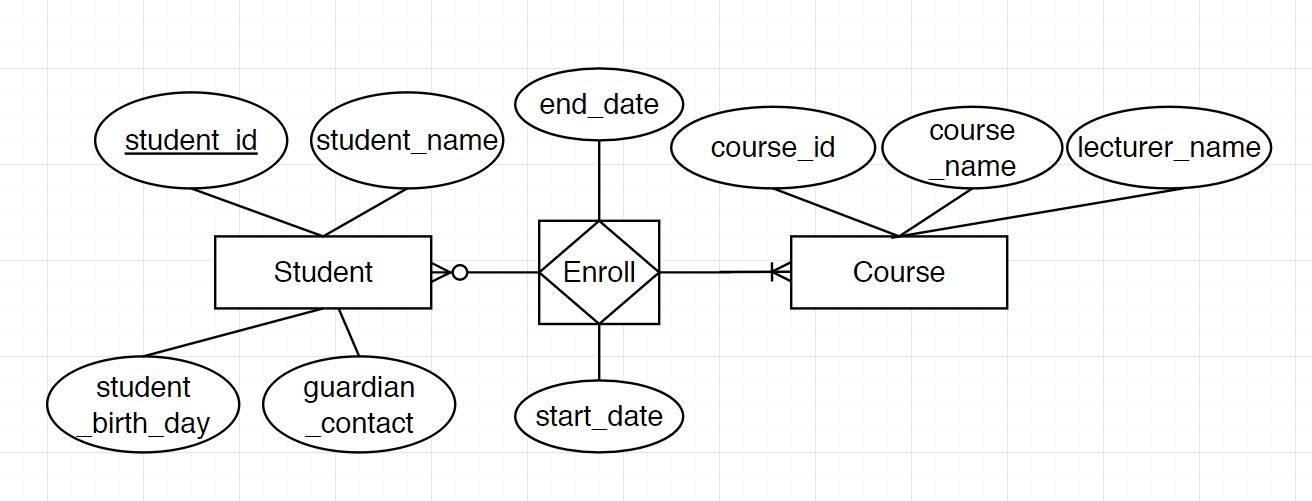 student_id
student_name
end_date
course_id
course
_name
lecturer_name
Student
Enroll
Course
student
_birth_day
guardian
_contact
start_date